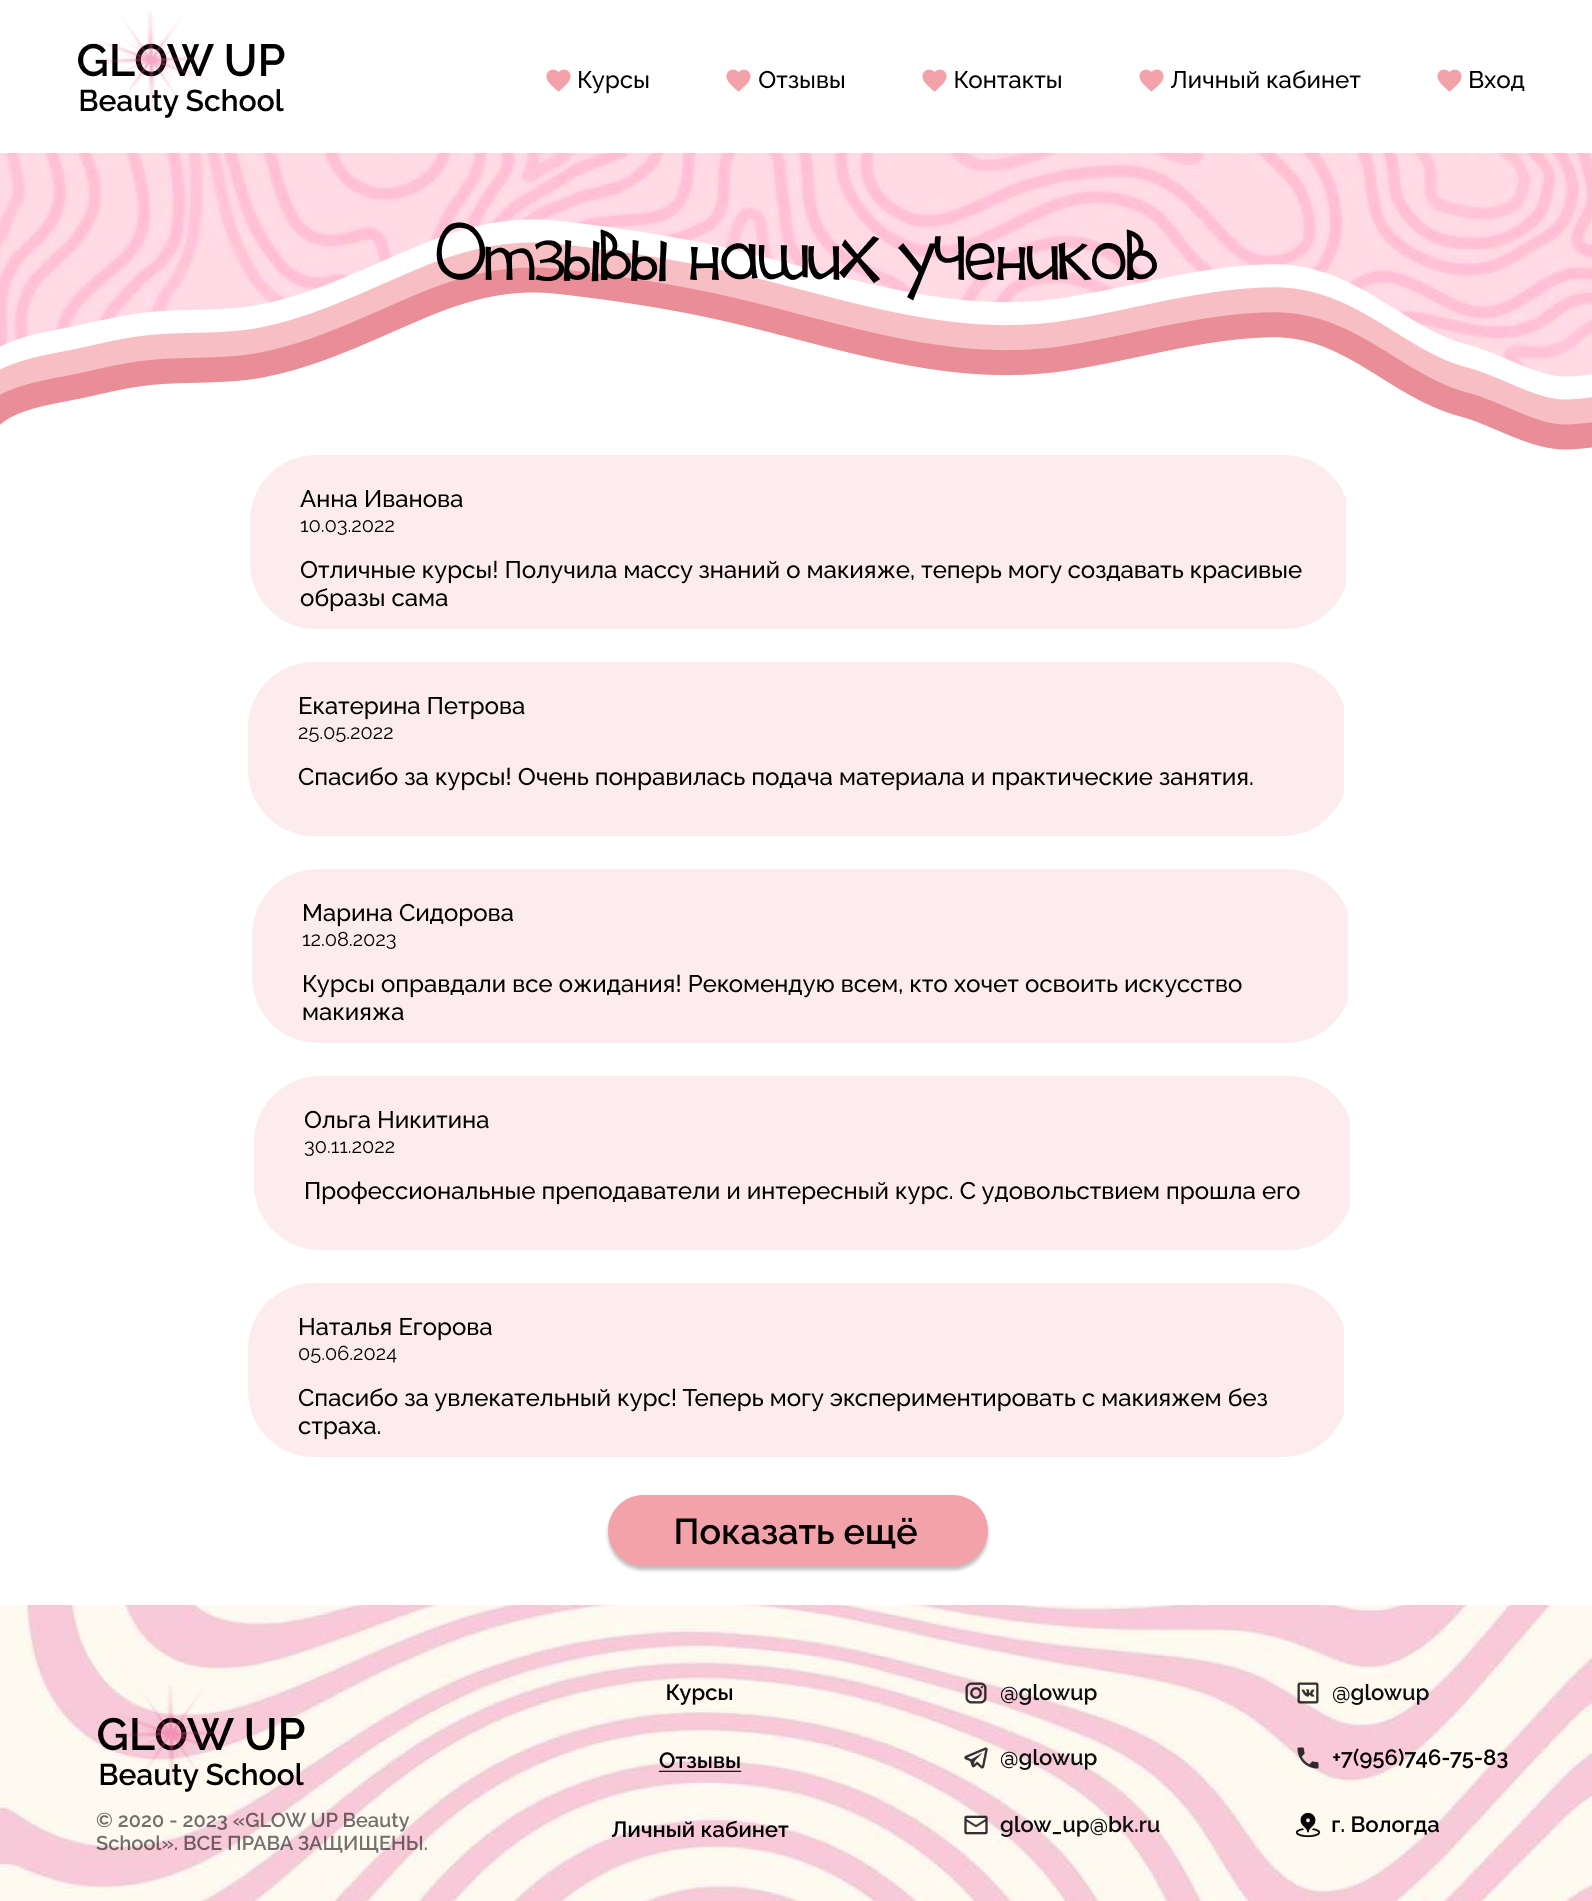 GLOW UP
Beauty School
Курсы
Отзывы
Контакты
Личный кабинет
Вход
Отзывы наших учеников
Анна Иванова
10.03.2022
Отличные курсы! Получила массу знаний о макияже, теперь могу создавать красивые
образы сама
Екатерина Петрова
25.05.2022
Спасибо за курсы! Очень понравилась подача материала и практические занятия.
Марина Сидорова
12.08.2023
Курсы оправдали все ожидания! Рекомендую всем, кто хочет освоить искусство
макияжа
Ольга Никитина
30.11.2022
Профессиональные преподаватели и интересный курс. С удовольствием прошла его
Наталья Егорова
05.06.2024
Спасибо за увлекательный курс! Теперь могу экспериментировать с макияжем без
страха.
Показать ещё
GLOW UP
Beauty School
© 2020 - 2023 «GLOW UP Beauty
School». ВСЕ ПРАВА ЗАЩИЩЕНЫ.
Курсы
Отзывы
Личный кабинет
@glowup
@glowup
glow_up@bk.ru
@glowup
+7(956)746-75-83
г. Вологда